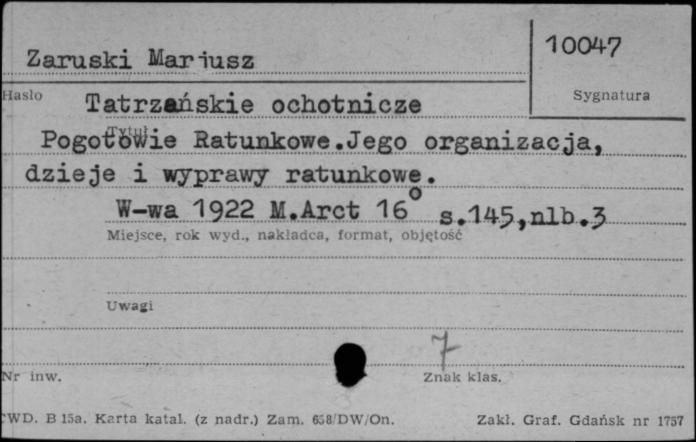 Zaruski Mariusz
10047
Hasło
Sygnatura
Tatrzańskie ochotnicze
Tytuł
Pogotowie Ratunkowe.Jego organizacja,
dzieje i wyprawy ratunkowe.
W-wa 1922 M.Arct 16° s.145,nlb.3
Miejsce, rok wyd., nakładca, format, objętość
Uwagi
7
Nr inw.
Znak klas.
CWD. B 15a. Karta katal. (z nadr.) Zam. 658/DW/On.
Zakł. Graf. Gdańsk nr 1757